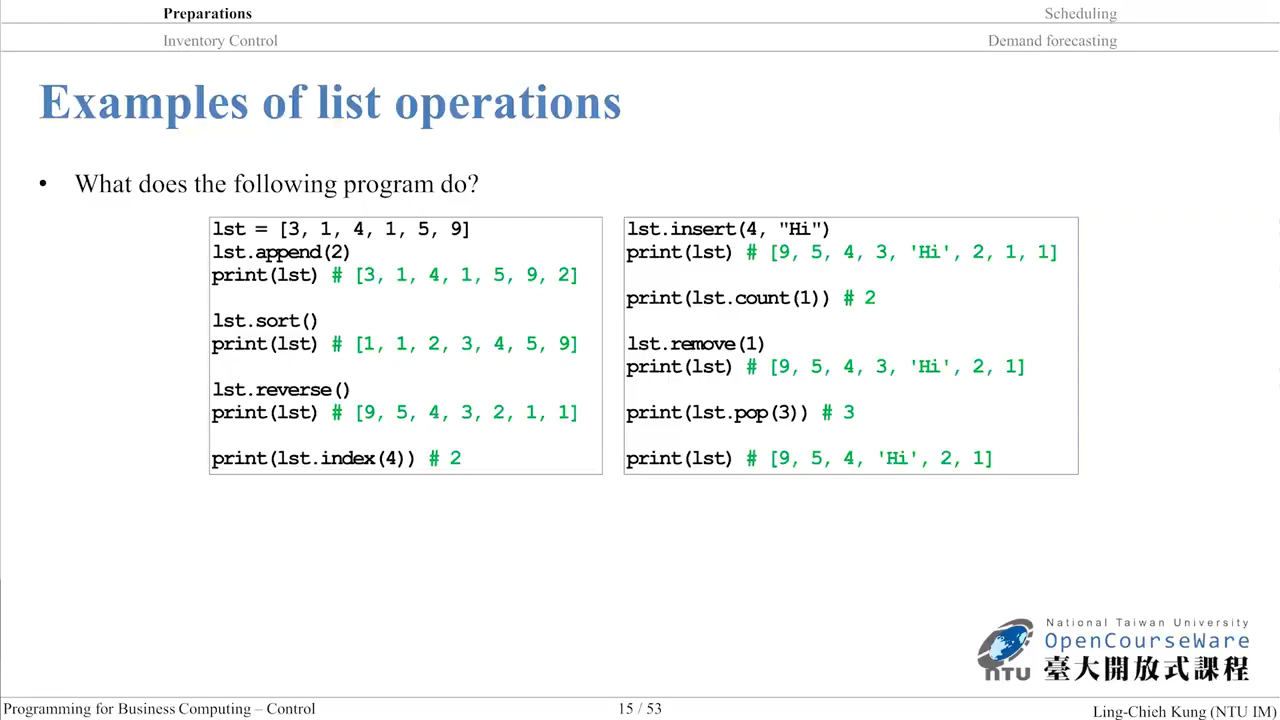 Preparations
Scheduling
Inventory Control
Demand forecasting
Examples of list operations
• What does the following program do?
lst = [3, 1, 4, 1, 5, 9]
lst.append(2)
print(lst) # [3, 1, 4, 1, 5, 9, 2]
lst.sort()
print(lst) # [1, 1, 2, 3, 4, 5, 9]
lst.reverse()
print(lst) # [9, 5, 4, 3, 2, 1, 1]
print(lst.index(4)) # 2
lst.insert(4, "Hi")
print(lst) # [9, 5, 4, 3, 'Hi', 2, 1, 1]
print(lst.count(1)) # 2
lst.remove(1)
print(lst) # [9, 5, 4, 3, 'Hi', 2, 1]
print(lst.pop(3)) # 3
print(lst) # [9, 5, 4, 'Hi', 2, 1]
National Taiwan University
OpenCourseWare
臺大開放式課程
NTU
Programming for Business Computing – Control
15 / 53
Ling-Chieh Kung (NTU IM)